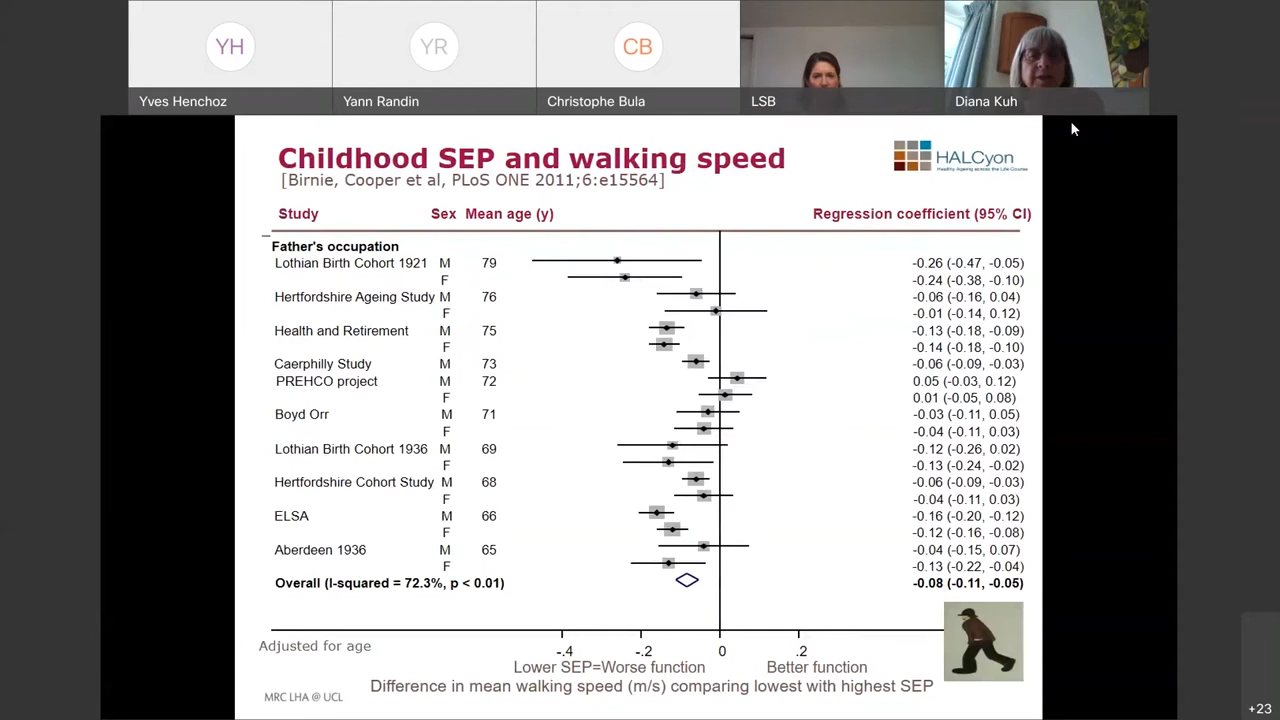 YH
YR
CB
Yves Henchoz
Yann Randin
Christophe Bula
LSB
Diana Kuh
Childhood SEP and walking speed
[Birnie, Cooper et al, PLoS ONE 2011;6:e15564]
HALCyon
Healthy Ageing across the Life Course
Study Sex Mean age (y) Regression coefficient (95% CI)
Father's occupation
Lothian Birth Cohort 1921 M 79 -0.26 (-0.47, -0.05)
F -0.24 (-0.38, -0.10)
Hertfordshire Ageing Study M 76 -0.06 (-0.16, 0.04)
F -0.01 (-0.14, 0.12)
Health and Retirement M 75 -0.13 (-0.18, -0.09)
F -0.14 (-0.18, -0.10)
Caerphilly Study M 73 -0.06 (-0.09, -0.03)
PREHCO project M 72 0.05 (-0.03, 0.12)
F 0.01 (-0.05, 0.08)
Boyd Orr M 71 -0.03 (-0.11, 0.05)
F -0.04 (-0.11, 0.03)
Lothian Birth Cohort 1936 M 69 -0.12 (-0.26, 0.02)
F -0.13 (-0.24, -0.02)
Hertfordshire Cohort Study M 68 -0.06 (-0.09, -0.03)
F -0.04 (-0.11, 0.03)
ELSA M 66 -0.16 (-0.20, -0.12)
F -0.12 (-0.16, -0.08)
Aberdeen 1936 M 65 -0.04 (-0.15, 0.07)
F -0.13 (-0.22, -0.04)
Overall (I-squared = 72.3%, p < 0.01) -0.08 (-0.11, -0.05)
Adjusted for age
-.4 -.2 0 .2
Lower SEP=Worse function Better function
Difference in mean walking speed (m/s) comparing lowest with highest SEP
MRC LHA @ UCL
+23